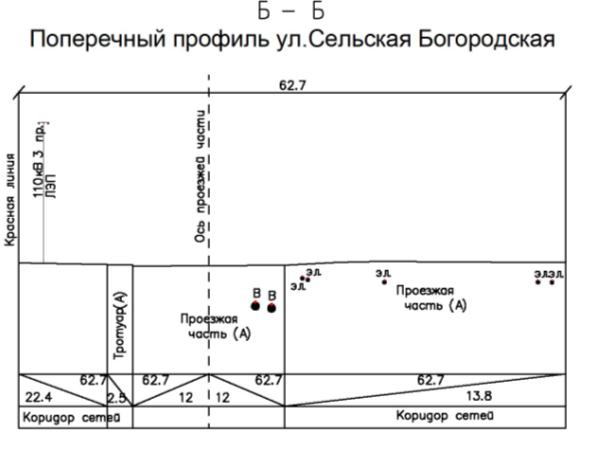 Б – Б
Поперечный профиль ул.Сельская Богородская
62.7
Красная линия
110кВ 3 пр.
ЛЭП
Ось проезжей части
Тротуар(А)
В В
Проезжая
часть (А)
эл.
эл.
эл.
эл.эл.
Проезжая
часть (А)
62.7 62.7 62.7 62.7
22.4 2.5 12 12 13.8
Коридор сетей Коридор сетей